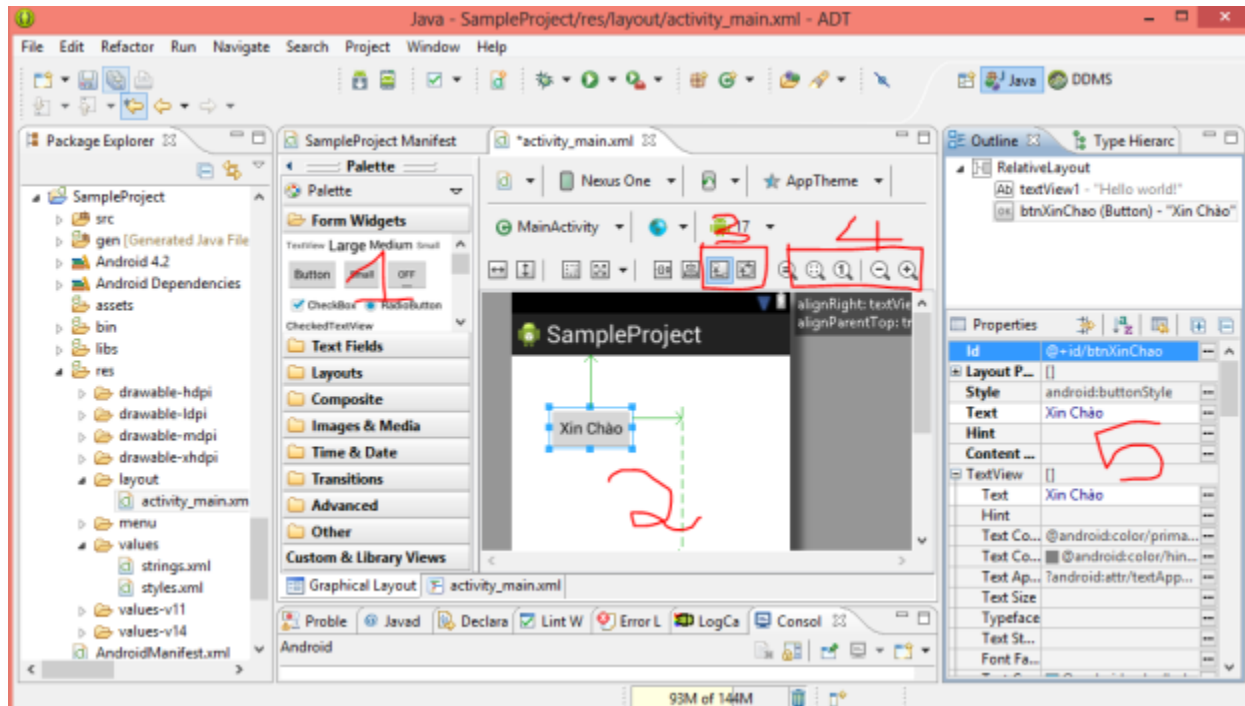 Java - SampleProject/res/layout/activity_main.xml - ADT
File Edit Refactor Run Navigate Search Project Window Help
Java DDMS
Package Explorer
SampleProject
src
gen [Generated Java File
Android 4.2
Android Dependencies
assets
bin
libs
res
drawable-hdpi
drawable-ldpi
drawable-mdpi
drawable-xhdpi
layout
activity_main.xm
menu
values
strings.xml
styles.xml
values-v11
values-v14
AndroidManifest.xml
SampleProject Manifest
*activity_main.xml
Palette
Palette
Form Widgets
TextView Large Medium Small
Button Small OFF
CheckBox RadioButton
CheckedTextView
1
Text Fields
Layouts
Composite
Images & Media
Time & Date
Transitions
Advanced
Other
Custom & Library Views
Nexus One AppTheme
MainActivity 17
3 4
alignRight: textVie
alignParentTop: tr
SampleProject
Xin Chào
2
Graphical Layout activity_main.xml
Proble Javad Declara Lint W Error L LogCa Consol
Android
Outline Type Hierarc
RelativeLayout
Ab textView1 - "Hello world!"
OK btnXinChao (Button) - "Xin Chào"
Properties
Id @+id/btnXinChao
Layout P... []
Style android:buttonStyle
Text Xin Chào
Hint
Content ...
5
TextView []
Text Xin Chào
Hint
Text Co... @android:color/prima...
Text Co... @android:color/hin...
Text Ap... ?android:attr/textApp...
Text Size
Typeface
Text St...
Font Fa...
93M of 144M